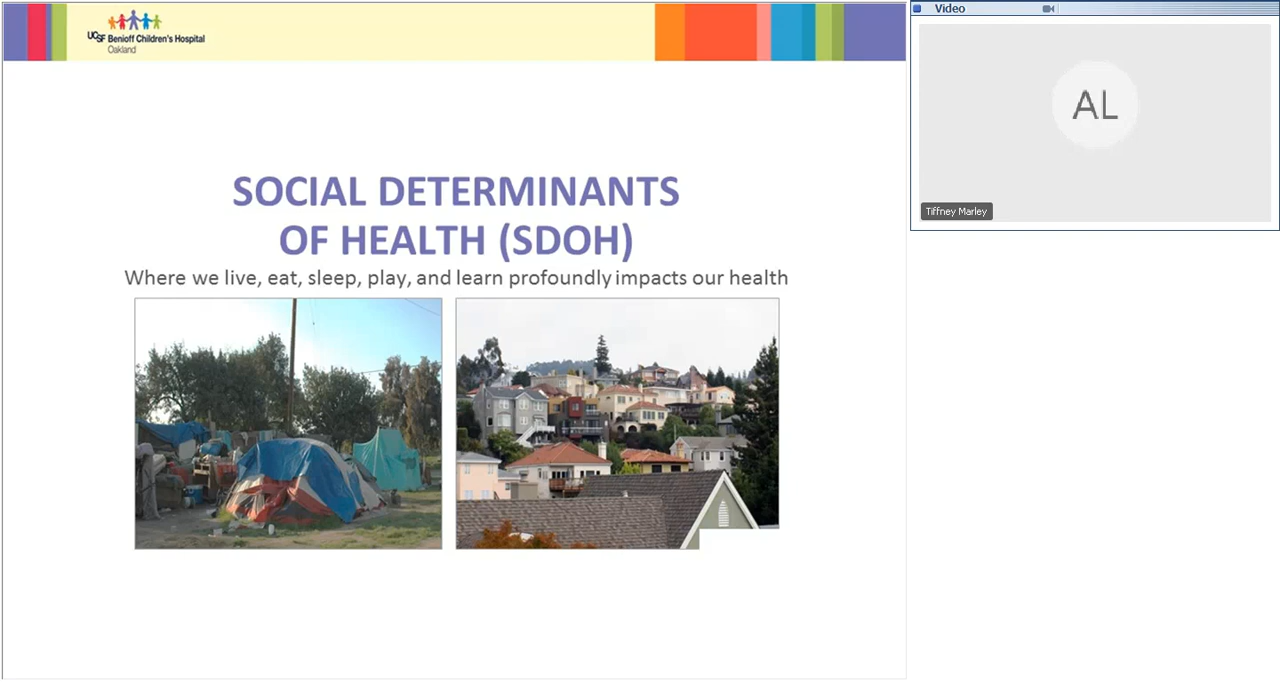 UCSF Benioff Children's Hospital
Oakland
SOCIAL DETERMINANTS
OF HEALTH (SDOH)
Where we live, eat, sleep, play, and learn profoundly impacts our health
Video
AL
Tiffney Marley